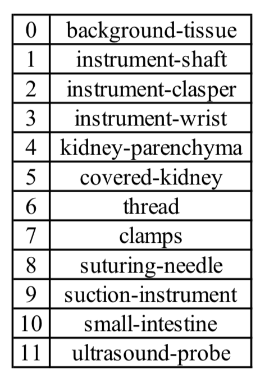 0 background-tissue
1 instrument-shaft
2 instrument-clasper
3 instrument-wrist
4 kidney-parenchyma
5 covered-kidney
6 thread
7 clamps
8 suturing-needle
9 suction-instrument
10 small-intestine
11 ultrasound-probe